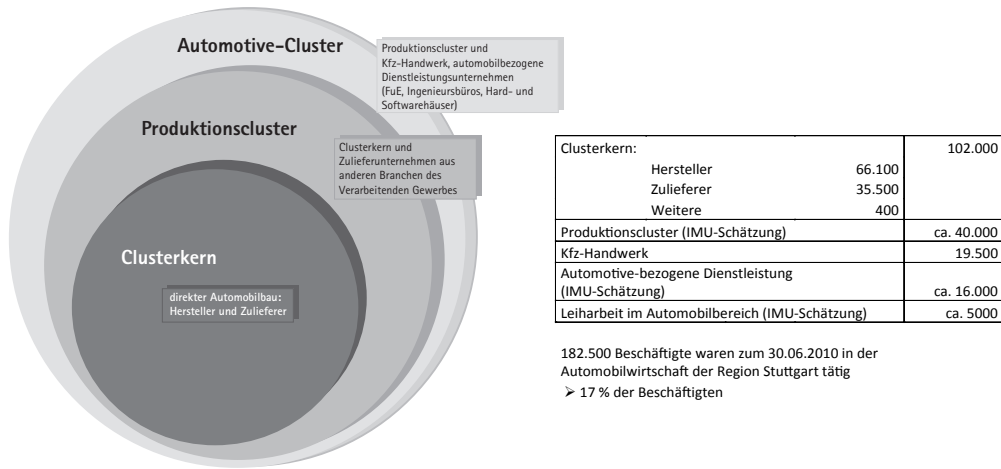 Automotive-Cluster
Produktionscluster und
Kfz-Handwerk, automobilbezogene
Dienstleistungsunternehmen
(FuE, Ingenieursbüros, Hard- und
Softwarehäuser)
Produktionscluster
Clusterkern und
Zulieferunternehmen aus
anderen Branchen des
Verarbeitenden Gewerbes
Clusterkern
direkter Automobilbau:
Hersteller und Zulieferer
Clusterkern: 102.000
Hersteller 66.100
Zulieferer 35.500
Weitere 400
Produktionscluster (IMU-Schätzung) ca. 40.000
Kfz-Handwerk 19.500
Automotive-bezogene Dienstleistung
(IMU-Schätzung) ca. 16.000
Leiharbeit im Automobilbereich (IMU-Schätzung) ca. 5000
182.500 Beschäftigte waren zum 30.06.2010 in der
Automobilwirtschaft der Region Stuttgart tätig
➢ 17 % der Beschäftigten